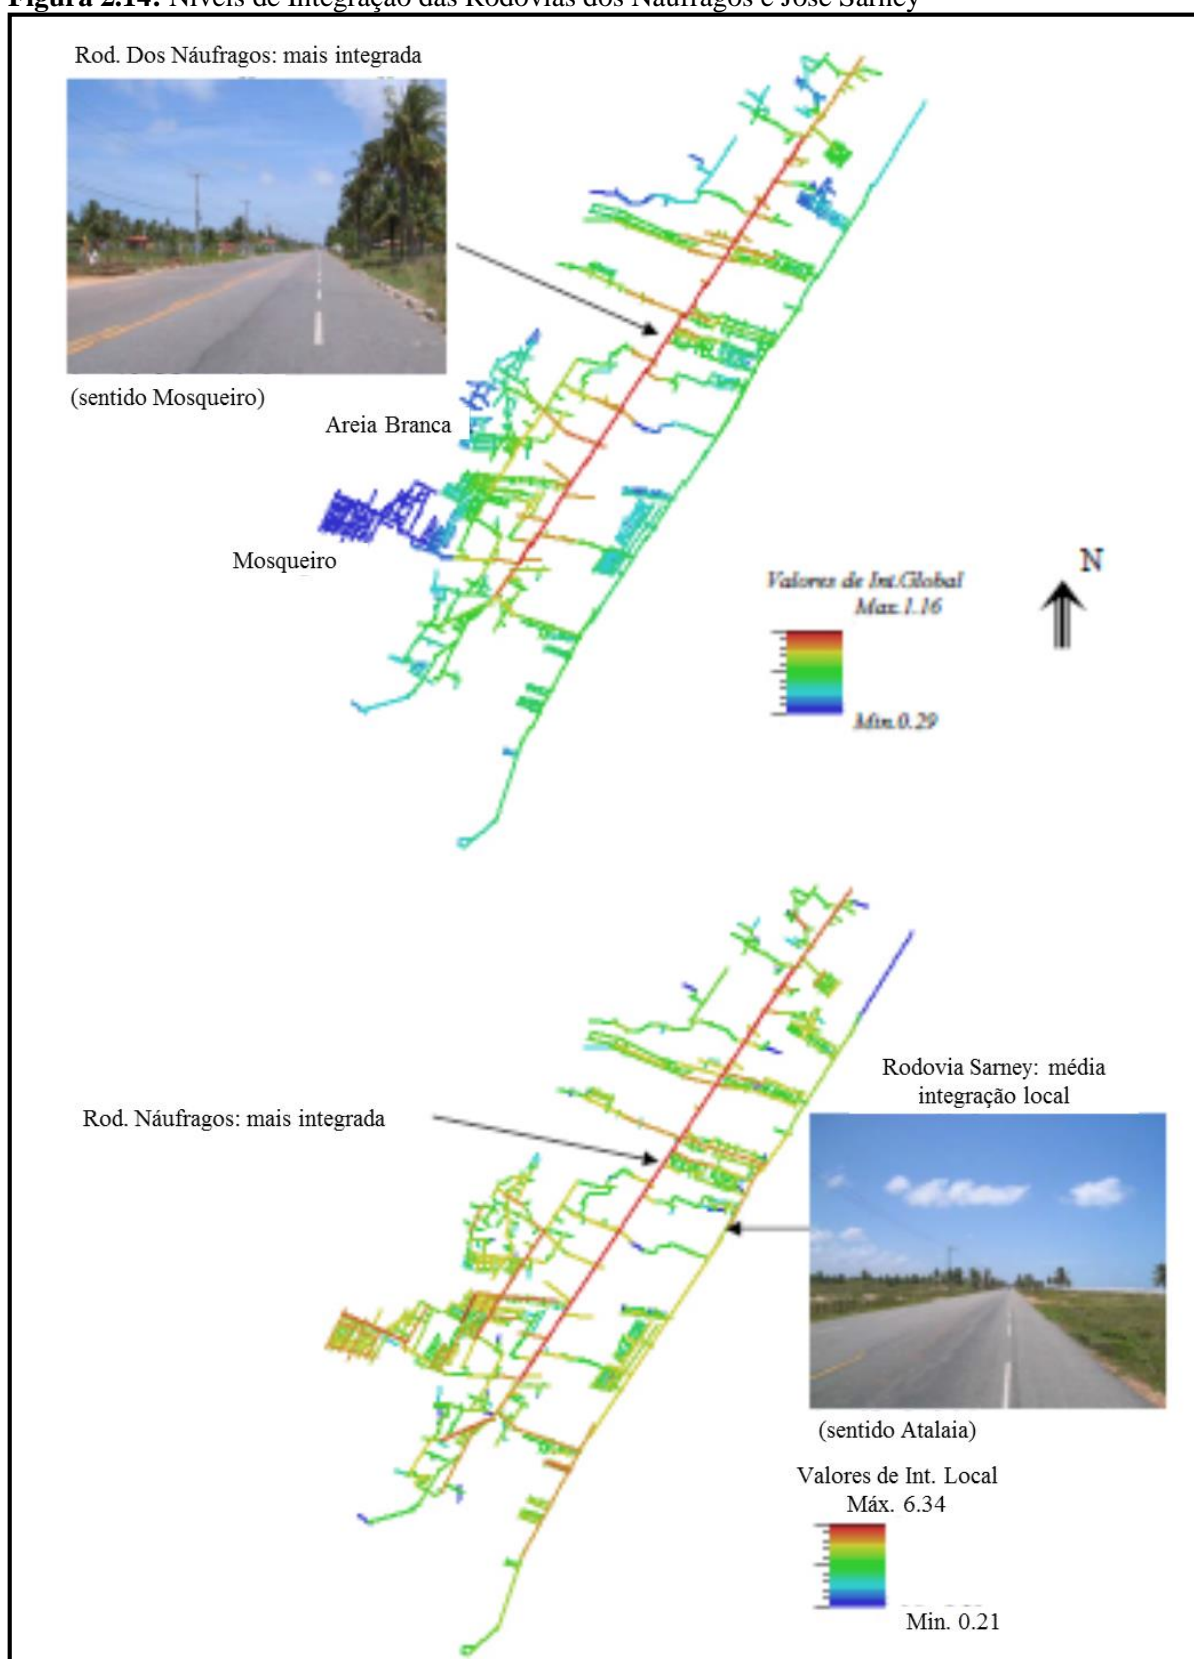 Figura 2.14: Níveis de Integração das Rodovias dos Náufragos e José Sarney
Rod. Dos Náufragos: mais integrada
(sentido Mosqueiro)
Areia Branca
Mosqueiro
N
Valores de Int.Global
Max.1.16
Min.0.29
Rodovia Sarney: média
integração local
Rod. Náufragos: mais integrada
(sentido Atalaia)
Valores de Int. Local
Máx. 6.34
Min. 0.21